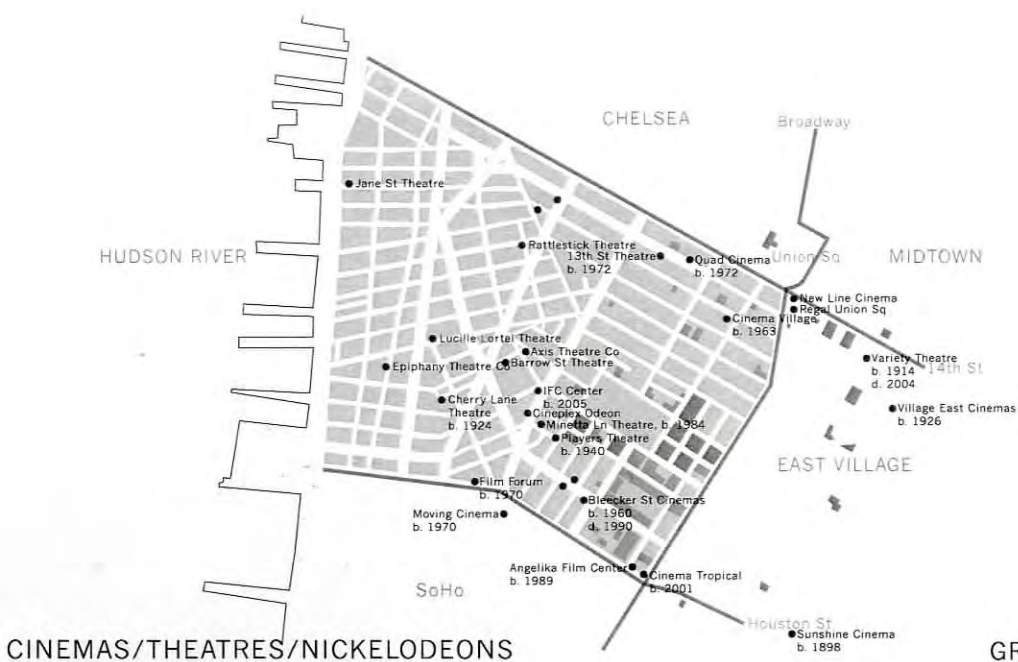 CHELSEA
Broadway
Jane St Theatre
HUDSON RIVER
Rattlestick Theatre
13th St Theatre
b. 1972
Quad Cinema
b. 1972
Union Sq
MIDTOWN
New Line Cinema
Regal Union Sq
Cinema Village
b. 1963
Lucille Lortel Theatre
Axis Theatre Co
Barrow St Theatre
Epiphany Theatre Co
Variety Theatre
b. 1914
d. 2004
14th St
IFC Center
b. 2005
Cherry Lane
Theatre
b. 1924
Cineplex Odeon
Minetta Ln Theatre, b. 1984
Players Theatre
b. 1940
Village East Cinemas
b. 1926
EAST VILLAGE
Film Forum
b. 1970
Bleecker St Cinemas
b. 1960
d. 1990
Moving Cinema
b. 1970
Angelika Film Center
b. 1989
Cinema Tropical
b. 2001
SoHo
Houston St
Sunshine Cinema
b. 1898
CINEMAS/THEATRES/NICKELODEONS
GR